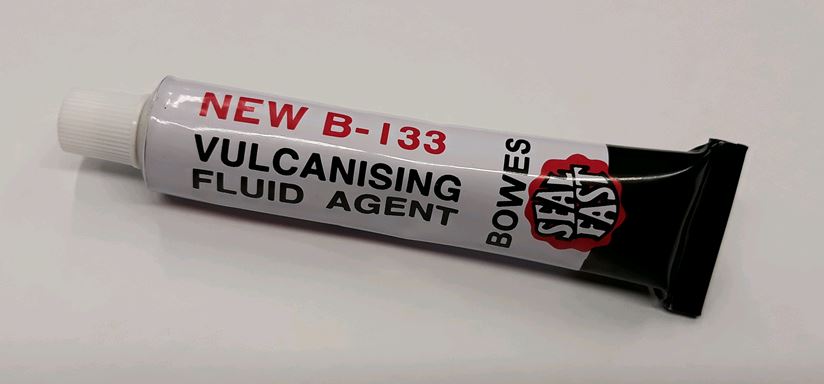 NEW B-133
VULCANISING
FLUID AGENT
BOWES
SEAL
FAST